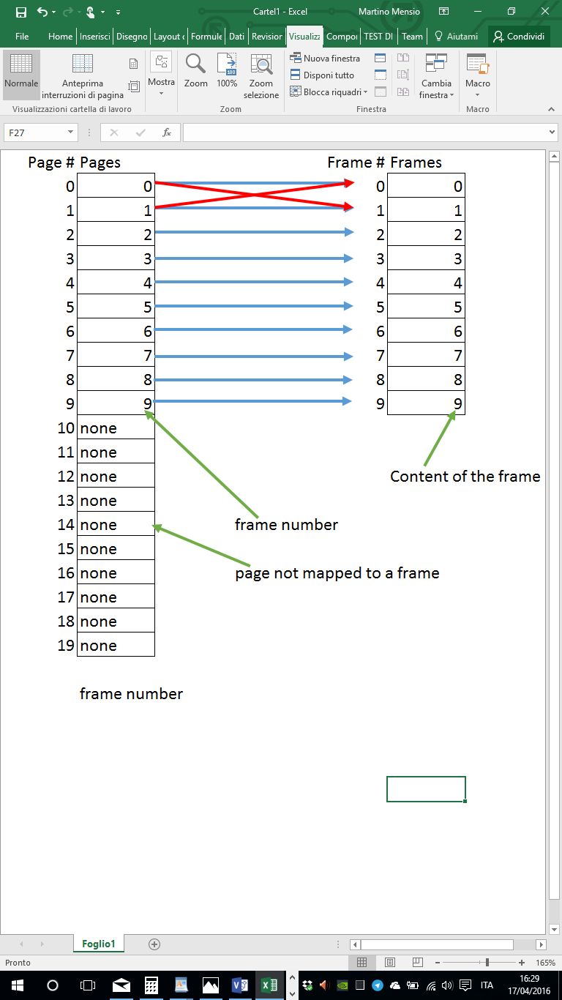 Cartel1 - Excel Martino Mensio
File Home Inserisci Disegno Layout Formule Dati Revisior Visualizz Compor TEST DI Team Aiutami Condividi
Normale Anteprima interruzioni di pagina Mostra Zoom 100% Zoom selezione Nuova finestra Disponi tutto Blocca riquadri Cambia finestra Macro
Visualizzazioni cartella di lavoro Zoom Finestra Macro
F27 fx
Page # Pages Frame # Frames
0 0 0 0
1 1 1 1
2 2 2 2
3 3 3 3
4 4 4 4
5 5 5 5
6 6 6 6
7 7 7 7
8 8 8 8
9 9 9 9
10 none
11 none
12 none Content of the frame
13 none
14 none frame number
15 none
16 none page not mapped to a frame
17 none
18 none
19 none
frame number
Foglio1
Pronto 165%
ITA 16:29
17/04/2016